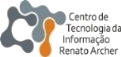 Centro de
Tecnologia da
Informação
Renato Archer